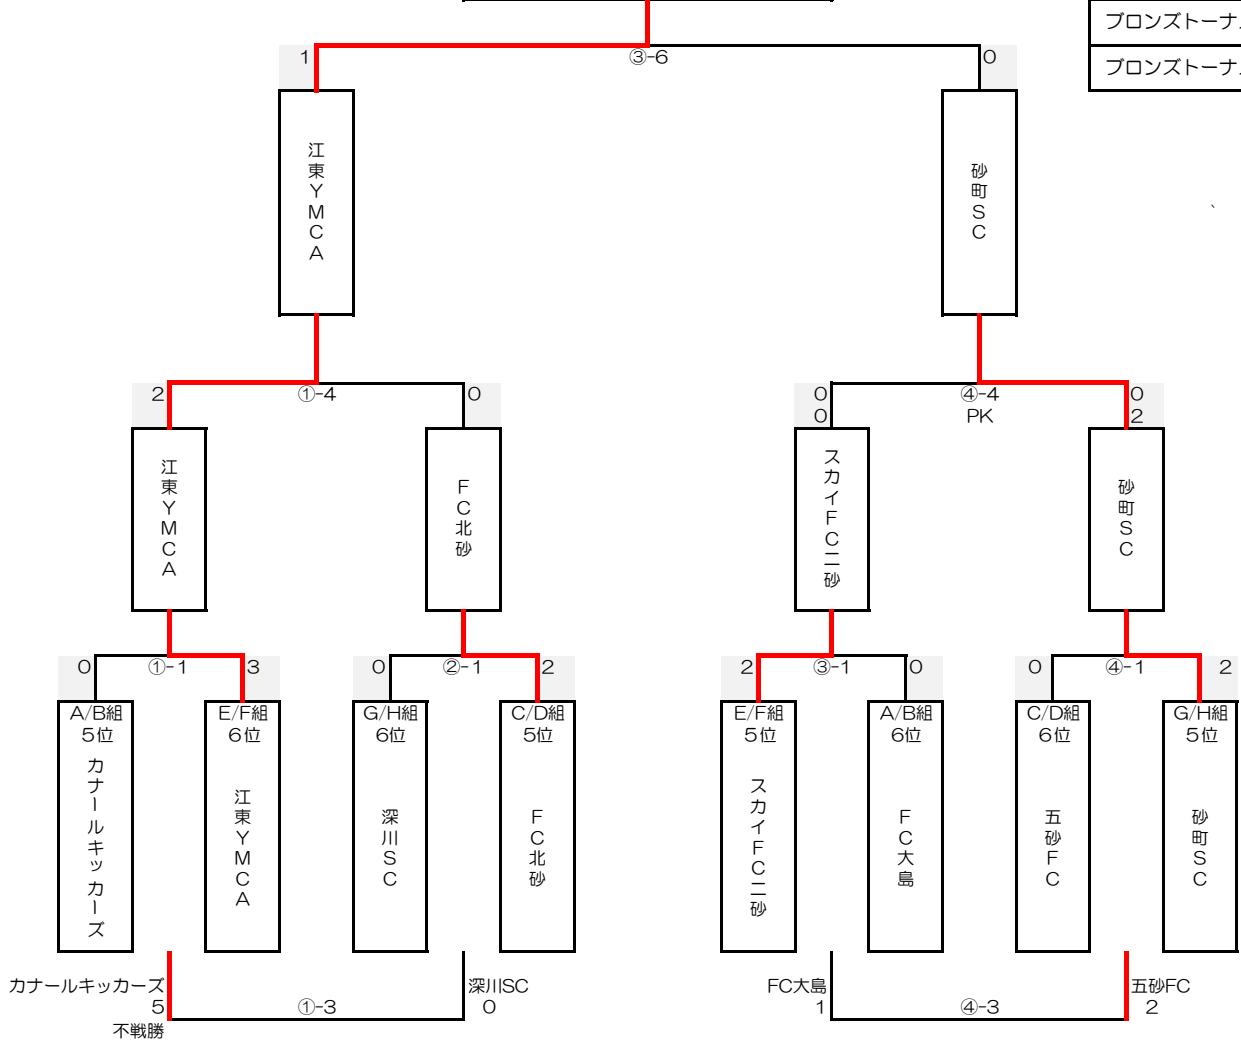 ブロンズトーナ
ブロンズトーナ
1 ③-6 0
江東YMCA
砂町SC
、
2 ①-4 0
0 ④-4 0
0 PK 2
江東YMCA
FC北砂
スカイFC二砂
砂町SC
0 ①-1 3
0 ②-1 2
2 ③-1 0
0 ④-1 2
A/B組
5位
カナールキッカーズ
E/F組
6位
江東YMCA
G/H組
6位
深川SC
C/D組
5位
FC北砂
E/F組
5位
スカイFC二砂
A/B組
6位
FC大島
C/D組
6位
五砂FC
G/H組
5位
砂町SC
カナールキッカーズ 深川SC
5 ①-3 0
不戦勝
FC大島 五砂FC
1 ④-3 2